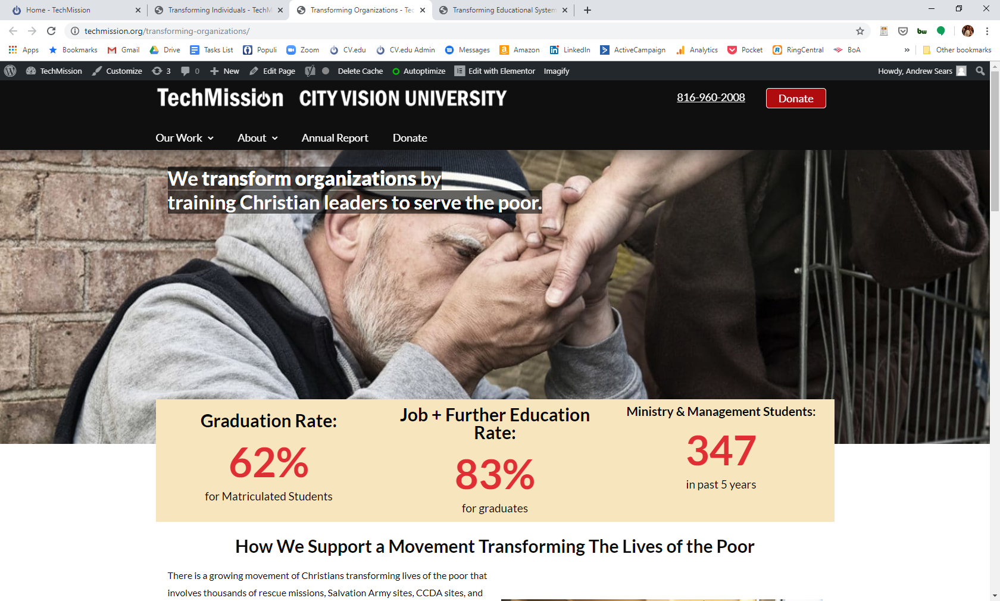 Home - TechMission
Transforming Individuals - TechM
Transforming Organizations - Tec
Transforming Educational System
techmission.org/transforming-organizations/
Apps Bookmarks Gmail Drive Tasks List Populi Zoom CV.edu CV.edu Admin Messages Amazon LinkedIn ActiveCampaign Analytics Pocket RingCentral BoA » Other bookmarks
TechMission Customize 3 0 New Edit Page Delete Cache Autoptimize Edit with Elementor Imagify Howdy, Andrew Sears
TechMission CITY VISION UNIVERSITY 816-960-2008 Donate
Our Work About Annual Report Donate
We transform organizations by
training Christian leaders to serve the poor.
Graduation Rate:
62%
for Matriculated Students
Job + Further Education
Rate:
83%
for graduates
Ministry & Management Students:
347
in past 5 years
How We Support a Movement Transforming The Lives of the Poor
There is a growing movement of Christians transforming lives of the poor that
involves thousands of rescue missions, Salvation Army sites, CCDA sites, and